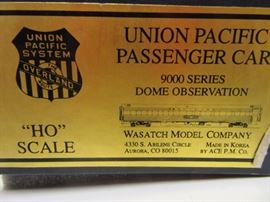 UNION
PACIFIC
SYSTEM
OVERLAND
"HO"
SCALE
UNION PACIFIC
PASSENGER CAR
9000 SERIES
DOME OBSERVATION
WASATCH MODEL COMPANY
4330 S. ABILENE CIRCLE
AURORA, CO 80015
MADE IN KOREA
BY ACE P.M. CO.